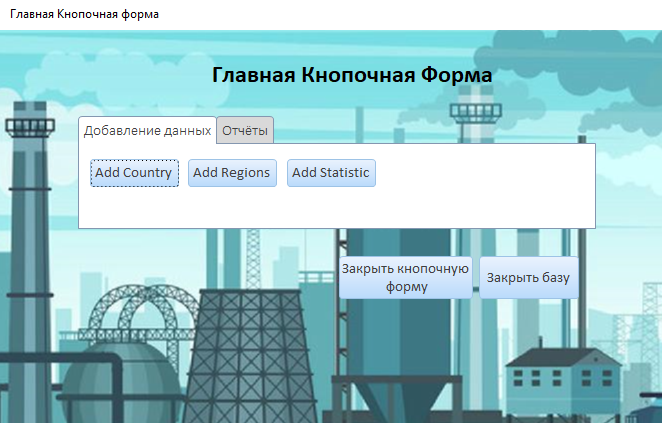 Главная Кнопочная форма
Главная Кнопочная Форма
Добавление данных Отчёты
Add Country Add Regions Add Statistic
Закрыть кнопочную
форму
Закрыть базу